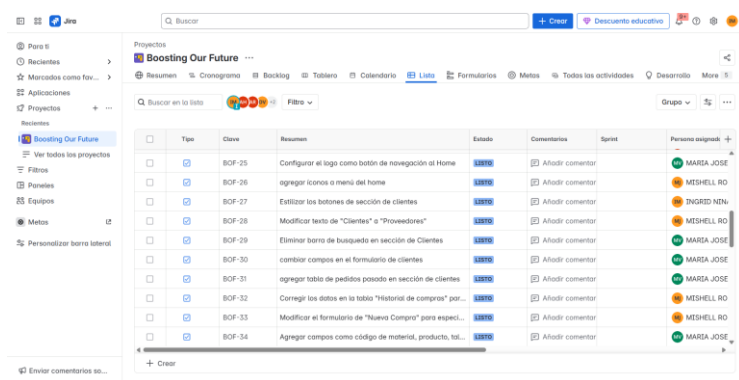 Jira
Buscar
+ Crear
Descuento educativo
9+
Para ti
Recientes
Marcados como fav...
Aplicaciones
Proyectos
Recientes
Boosting Our Future
Ver todos los proyectos
Filtros
Paneles
Equipos
Metas
Personalizar barra lateral
Enviar comentarios so...
Proyectos
Boosting Our Future
Resumen Cronograma Backlog Tablero Calendario Lista Formularios Metas Todas las actividades Desarrollo More 5
Buscar en la lista
Filtro
Grupo
Tipo Clave Resumen Estado Comentarios Sprint Persona asignada
BOF-25 Configurar el logo como botón de navegación al Home LISTO Añadir comentar MV MARIA JOSE
BOF-26 agregar iconos a menú del home LISTO Añadir comentar MISHELL RO
BOF-27 Estilizar los botones de sección de clientes LISTO Añadir comentar INGRID NIN
BOF-28 Modificar texto de "Clientes" a "Proveedores" LISTO Añadir comentar MISHELL RO
BOF-29 Eliminar barra de busqueda en sección de Clientes LISTO Añadir comentar MV MARIA JOSE
BOF-30 cambiar campos en el formulario de clientes LISTO Añadir comentar MV MARIA JOSE
BOF-31 agregar tabla de pedidos pasado en sección de clientes LISTO Añadir comentar MV MARIA JOSE
BOF-32 Corregir los datos en la tabla "Historial de compras" par... LISTO Añadir comentar MISHELL RO
BOF-33 Modificar el formulario de "Nueva Compra" para especi... LISTO Añadir comentar MISHELL RO
BOF-34 Agregar campos como código de material, producto, tal... LISTO Añadir comentar MV MARIA JOSE
+ Crear